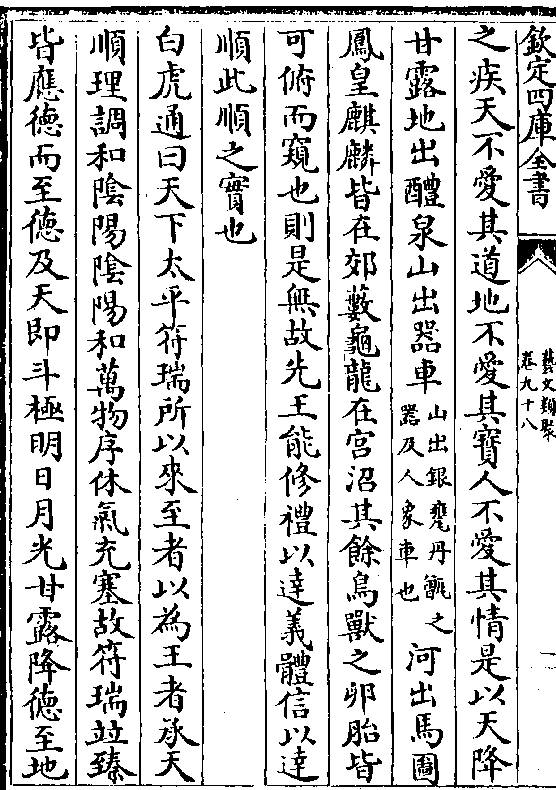 欽定四庫全書
藝文類聚
卷九十八
一
之疾天不愛其道地不愛其寶人不愛其情是以天降
甘露地出醴泉山出器車山出銀甕丹甑之器及人象車也河出馬圖
鳳皇麒麟皆在郊藪龜龍在宫沼其餘鳥獸之卵胎皆
可俯而窺也則是無故先王能修禮以達義體信以達
順此順之實也
白虎通曰天下太平符瑞所以來至者以為王者承天
順理調和陰陽陰陽和萬物序休氣充塞故符瑞竝臻
皆應德而至德及天即斗極明日月光甘露降德至地